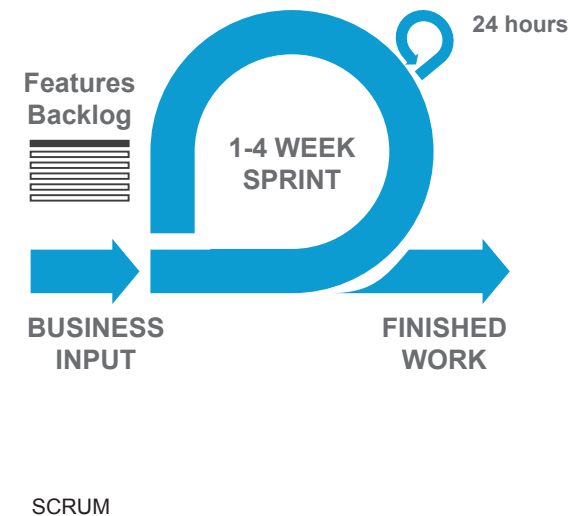 24 hours
Features
Backlog
1-4 WEEK
SPRINT
BUSINESS
INPUT
FINISHED
WORK
SCRUM